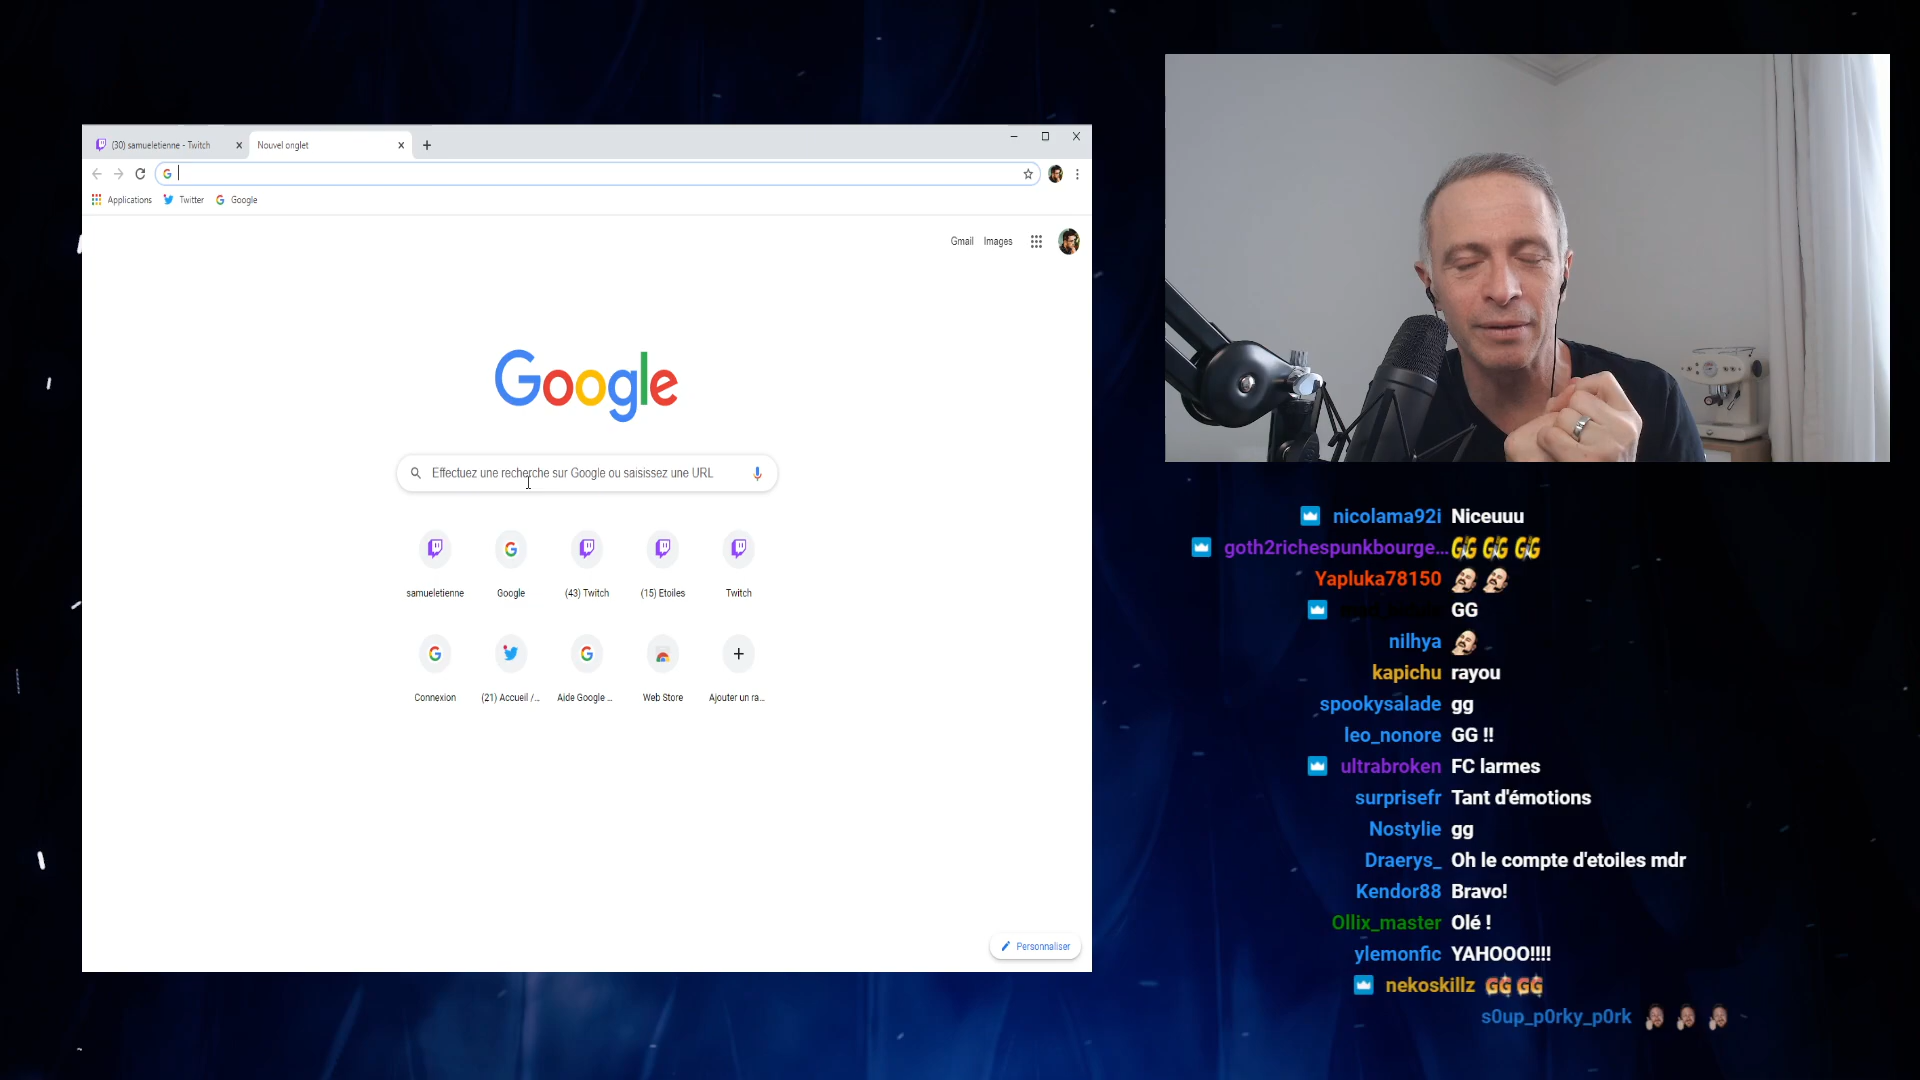 (30) samueletienne - Twitch
Nouvel onglet
Applications
Twitter
Google
Gmail
Images
Google
Effectuez une recherche sur Google ou saisissez une URL
samueletienne
Google
(43) Twitch
(15) Etoiles
Twitch
Connexion
(21) Accueil /...
Aide Google ...
Web Store
Ajouter un ra...
Personnaliser
nicolama92i Niceuuu
goth2richespunkbourge... GG GG GG
Yapluka78150
GG
nilhya
kapichu rayou
spookysalade gg
leo_nonore GG !!
ultrabroken FC larmes
surprisefr Tant d'émotions
Nostylie gg
Draerys_ Oh le compte d'etoiles mdr
Kendor88 Bravo!
Ollix_master Olé !
ylemonfic YAHOOO!!!!
nekoskillz GG GG
s0up_p0rky_p0rk